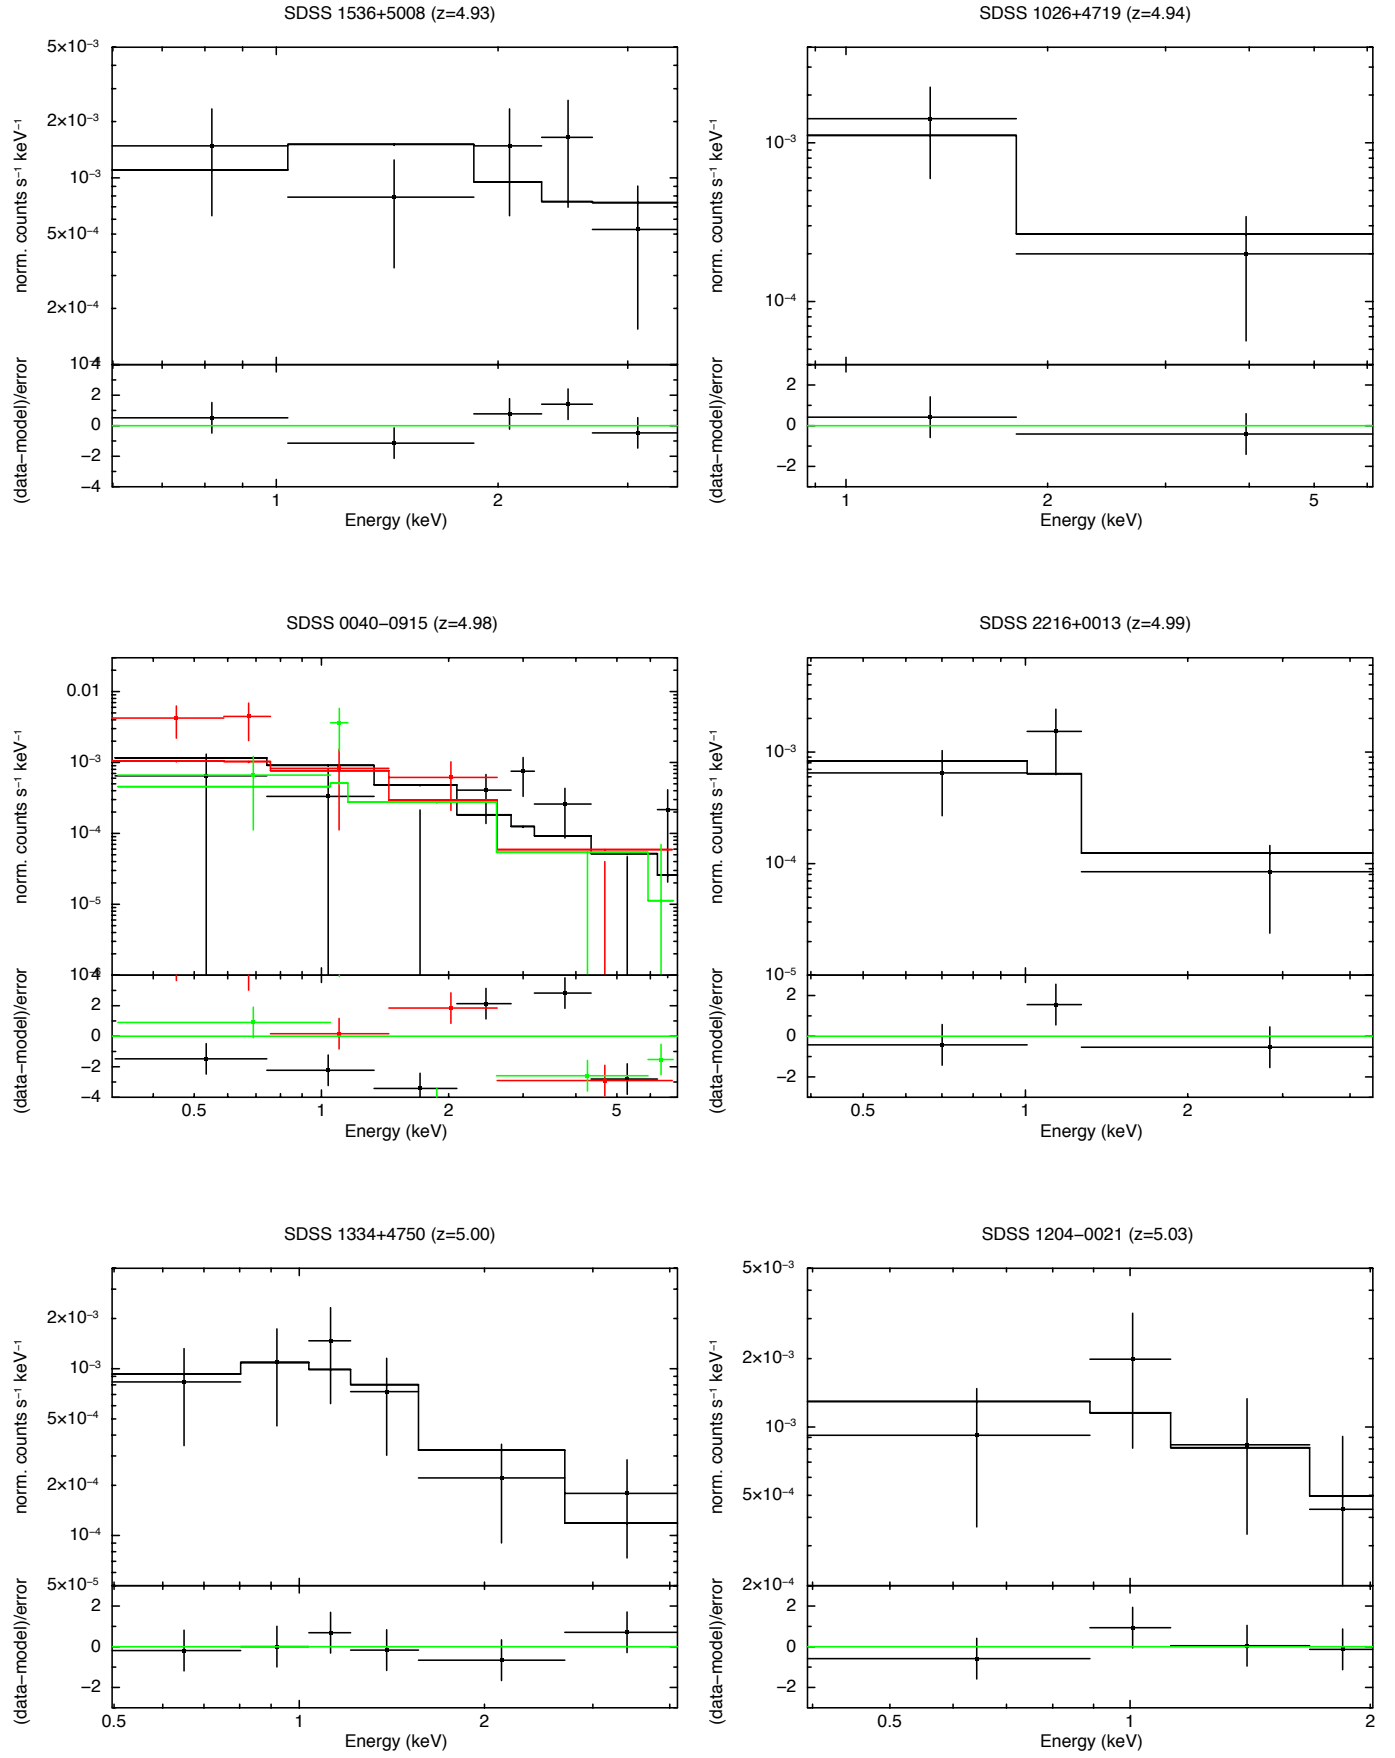 SDSS 1536+5008 (z=4.93)
5×10⁻³
2×10⁻³
10⁻³
5×10⁻⁴
2×10⁻⁴
norm. counts s⁻¹ keV⁻¹
2
0
−2
−4
(data−model)/error
1
2
Energy (keV)
SDSS 1026+4719 (z=4.94)
10⁻³
10⁻⁴
norm. counts s⁻¹ keV⁻¹
2
0
−2
(data−model)/error
1
2
5
Energy (keV)
SDSS 0040−0915 (z=4.98)
0.01
10⁻³
10⁻⁴
10⁻⁵
norm. counts s⁻¹ keV⁻¹
2
0
−2
−4
(data−model)/error
0.5
1
2
5
Energy (keV)
SDSS 2216+0013 (z=4.99)
10⁻³
10⁻⁴
10⁻⁵
norm. counts s⁻¹ keV⁻¹
2
0
−2
(data−model)/error
0.5
1
2
Energy (keV)
SDSS 1334+4750 (z=5.00)
2×10⁻³
10⁻³
5×10⁻⁴
2×10⁻⁴
10⁻⁴
5×10⁻⁵
norm. counts s⁻¹ keV⁻¹
2
0
−2
(data−model)/error
0.5
1
2
Energy (keV)
SDSS 1204−0021 (z=5.03)
5×10⁻³
2×10⁻³
10⁻³
5×10⁻⁴
2×10⁻⁴
norm. counts s⁻¹ keV⁻¹
2
0
−2
(data−model)/error
0.5
1
2
Energy (keV)